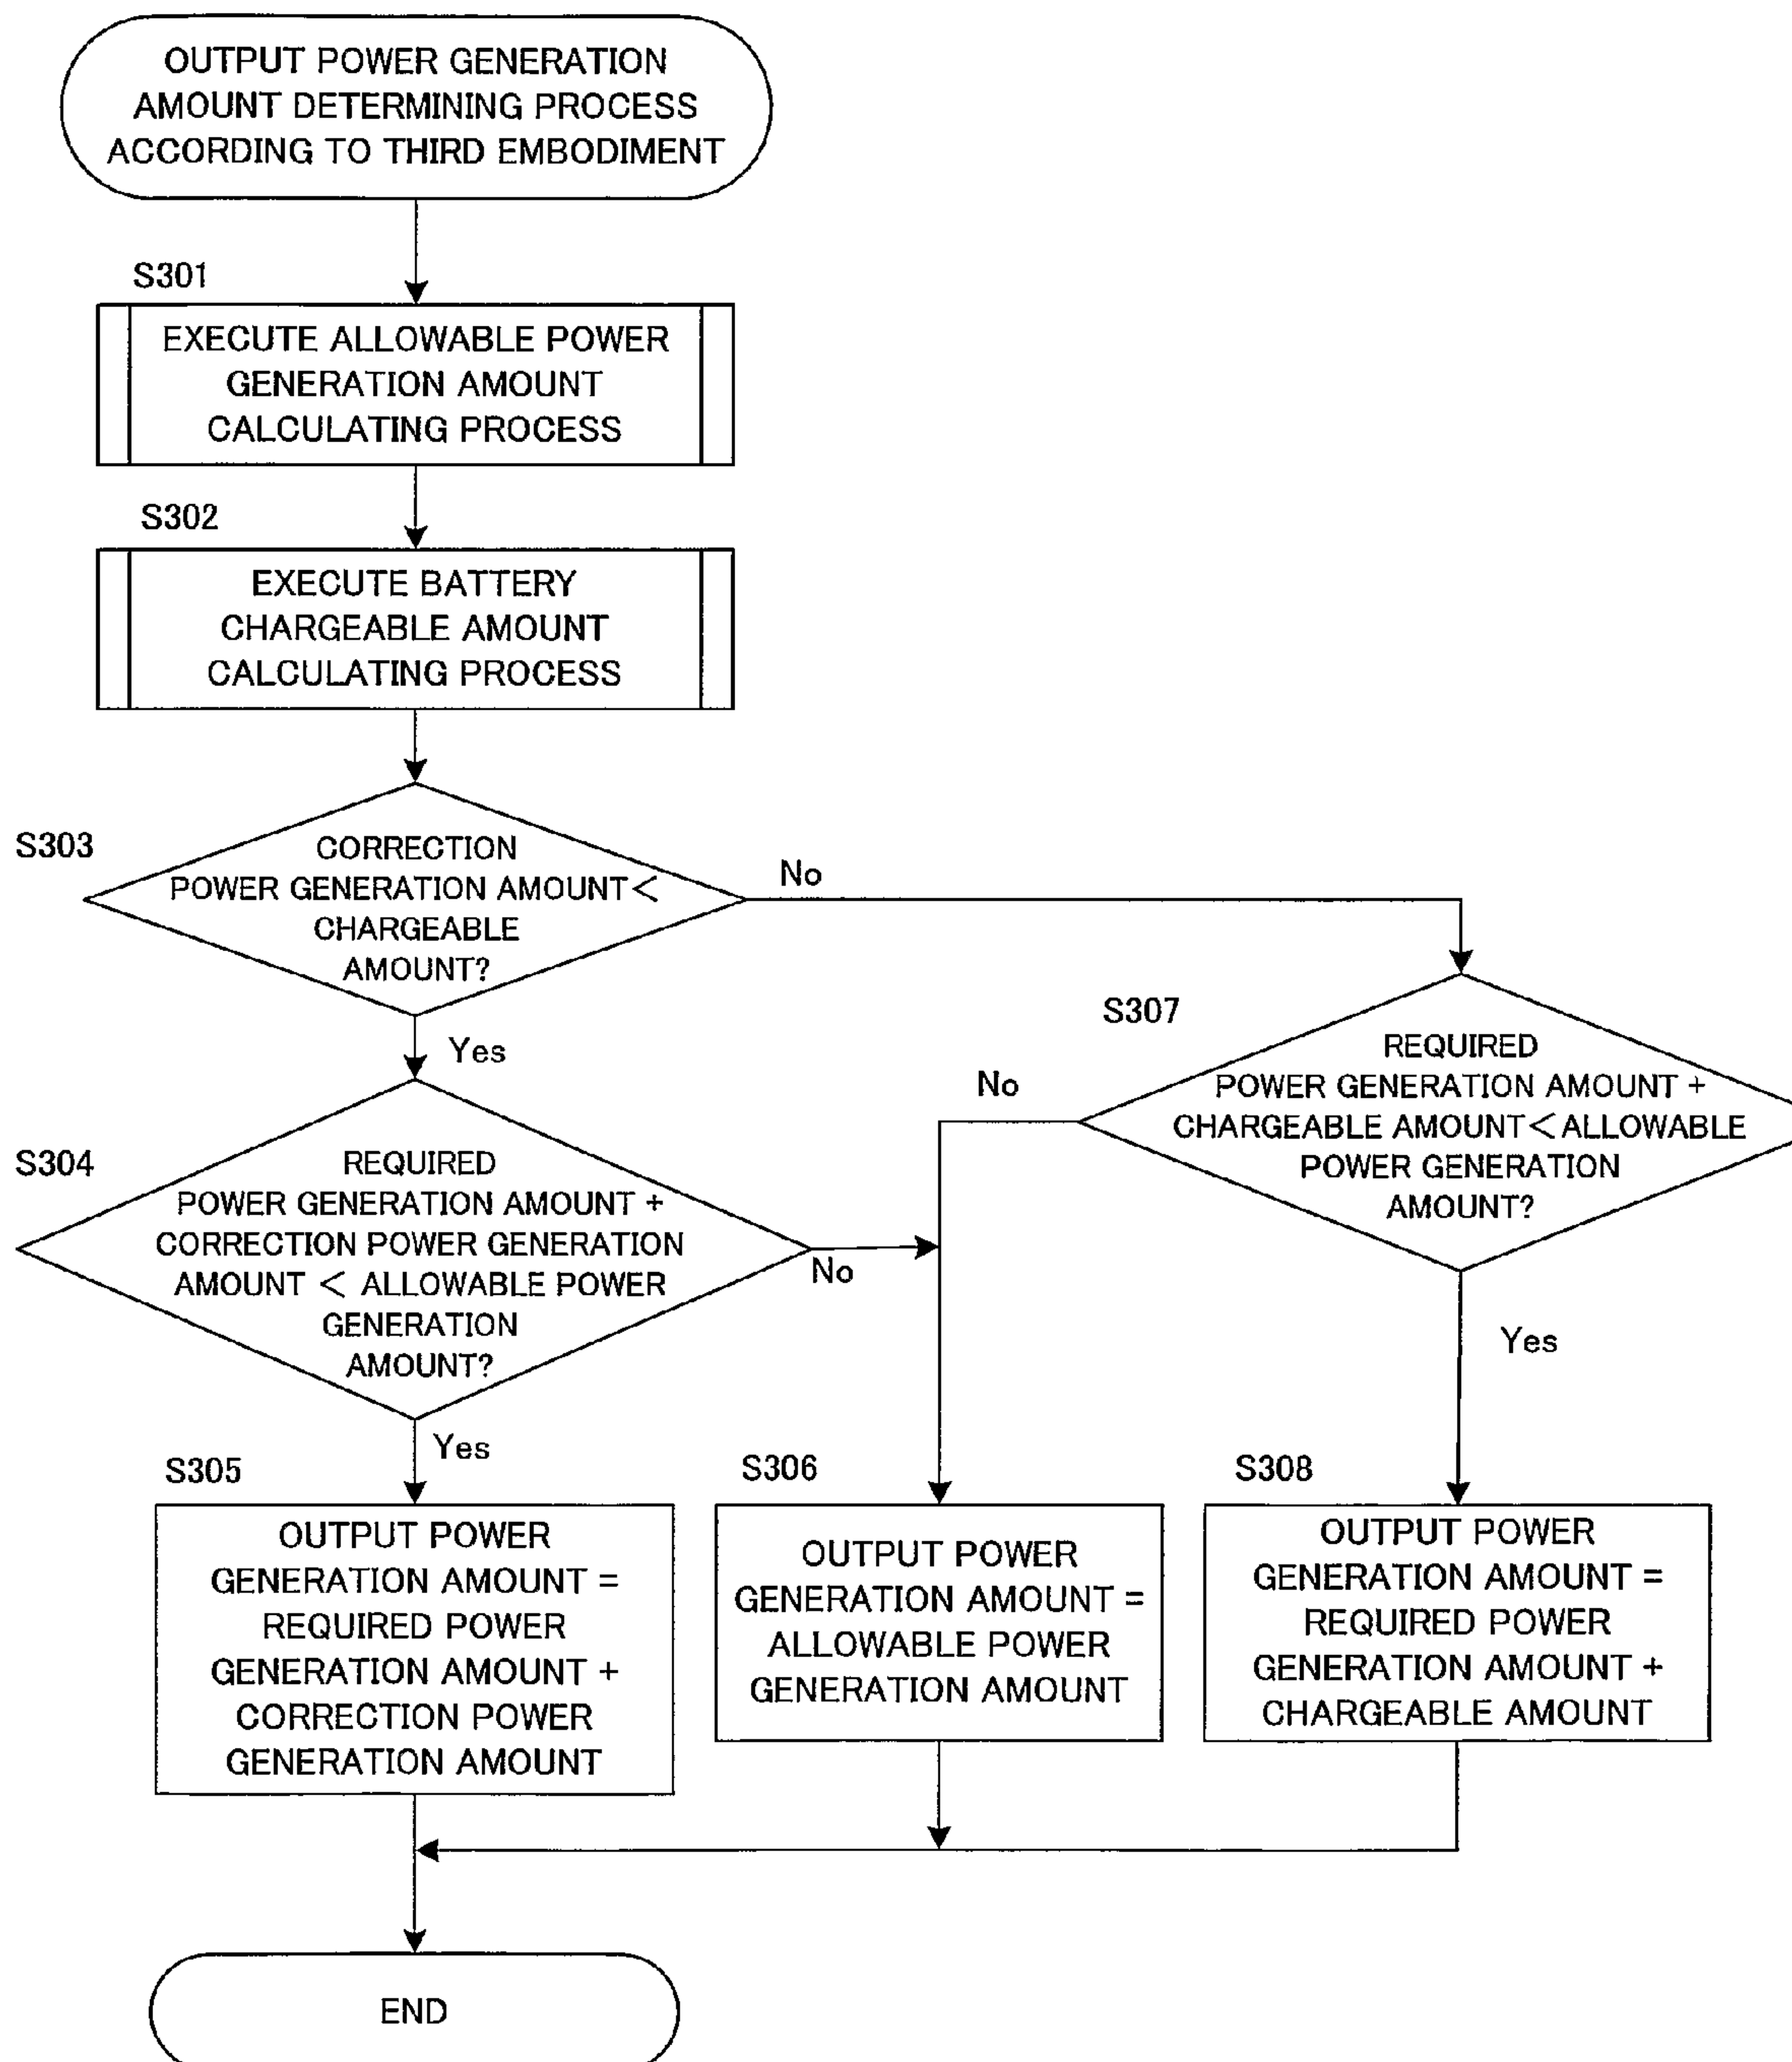 OUTPUT POWER GENERATION
AMOUNT DETERMINING PROCESS
ACCORDING TO THIRD EMBODIMENT
S301
EXECUTE ALLOWABLE POWER
GENERATION AMOUNT
CALCULATING PROCESS
S302
EXECUTE BATTERY
CHARGEABLE AMOUNT
CALCULATING PROCESS
S303
CORRECTION
POWER GENERATION AMOUNT<
CHARGEABLE
AMOUNT?
No
Yes
S304
REQUIRED
POWER GENERATION AMOUNT +
CORRECTION POWER GENERATION
AMOUNT < ALLOWABLE POWER
GENERATION
AMOUNT?
No
Yes
S307
REQUIRED
POWER GENERATION AMOUNT +
CHARGEABLE AMOUNT<ALLOWABLE
POWER GENERATION
AMOUNT?
No
Yes
S305
OUTPUT POWER
GENERATION AMOUNT =
REQUIRED POWER
GENERATION AMOUNT +
CORRECTION POWER
GENERATION AMOUNT
S306
OUTPUT POWER
GENERATION AMOUNT =
ALLOWABLE POWER
GENERATION AMOUNT
S308
OUTPUT POWER
GENERATION AMOUNT =
REQUIRED POWER
GENERATION AMOUNT +
CHARGEABLE AMOUNT
END